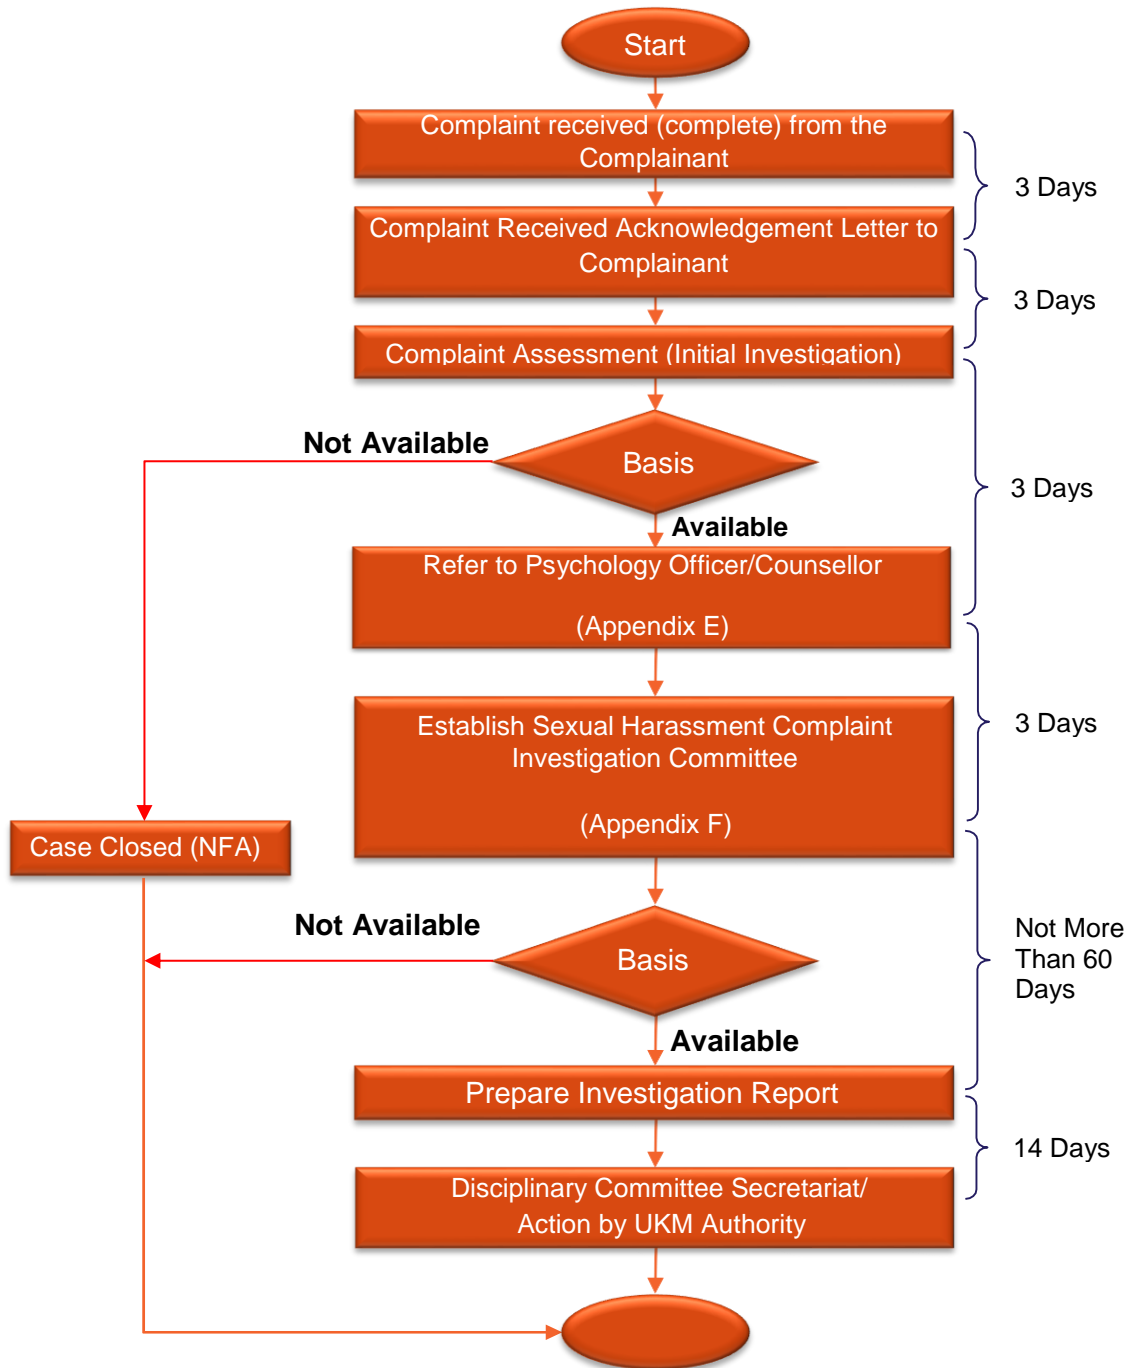 Start
Complaint received (complete) from the
Complainant
3 Days
Complaint Received Acknowledgement Letter to
Complainant
3 Days
Complaint Assessment (Initial Investigation)
Not Available
Basis
3 Days
Available
Refer to Psychology Officer/Counsellor
(Appendix E)
Establish Sexual Harassment Complaint
Investigation Committee
(Appendix F)
3 Days
Case Closed (NFA)
Not Available
Basis
Not More
Than 60
Days
Available
Prepare Investigation Report
14 Days
Disciplinary Committee Secretariat/
Action by UKM Authority